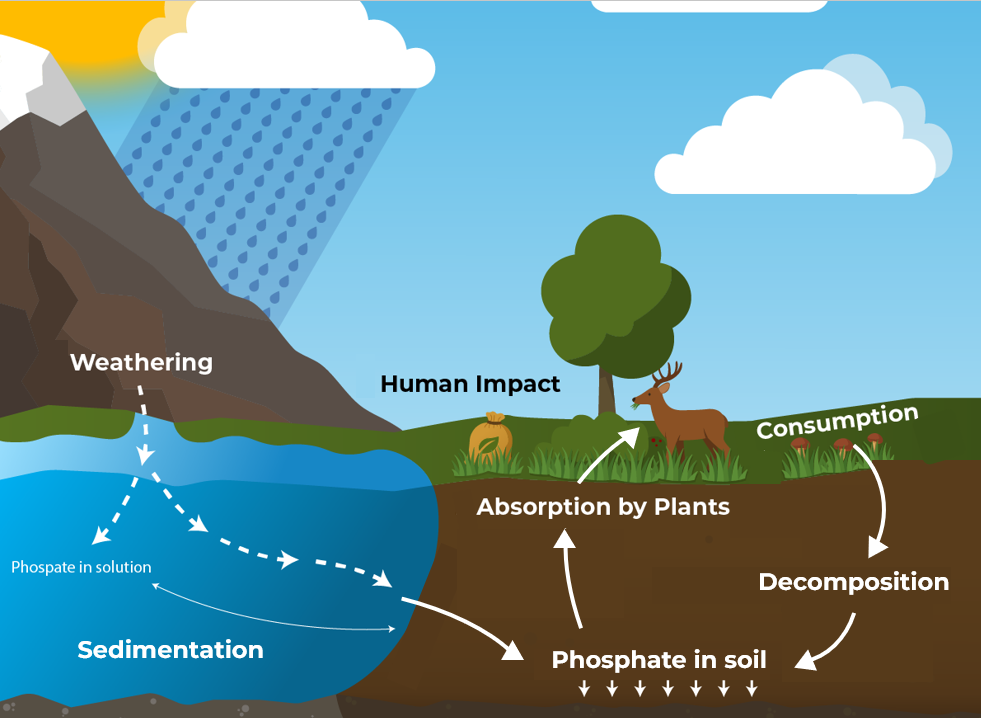 Weathering
Human Impact
Consumption
Absorption by Plants
Phospate in solution
Decomposition
Sedimentation
Phosphate in soil